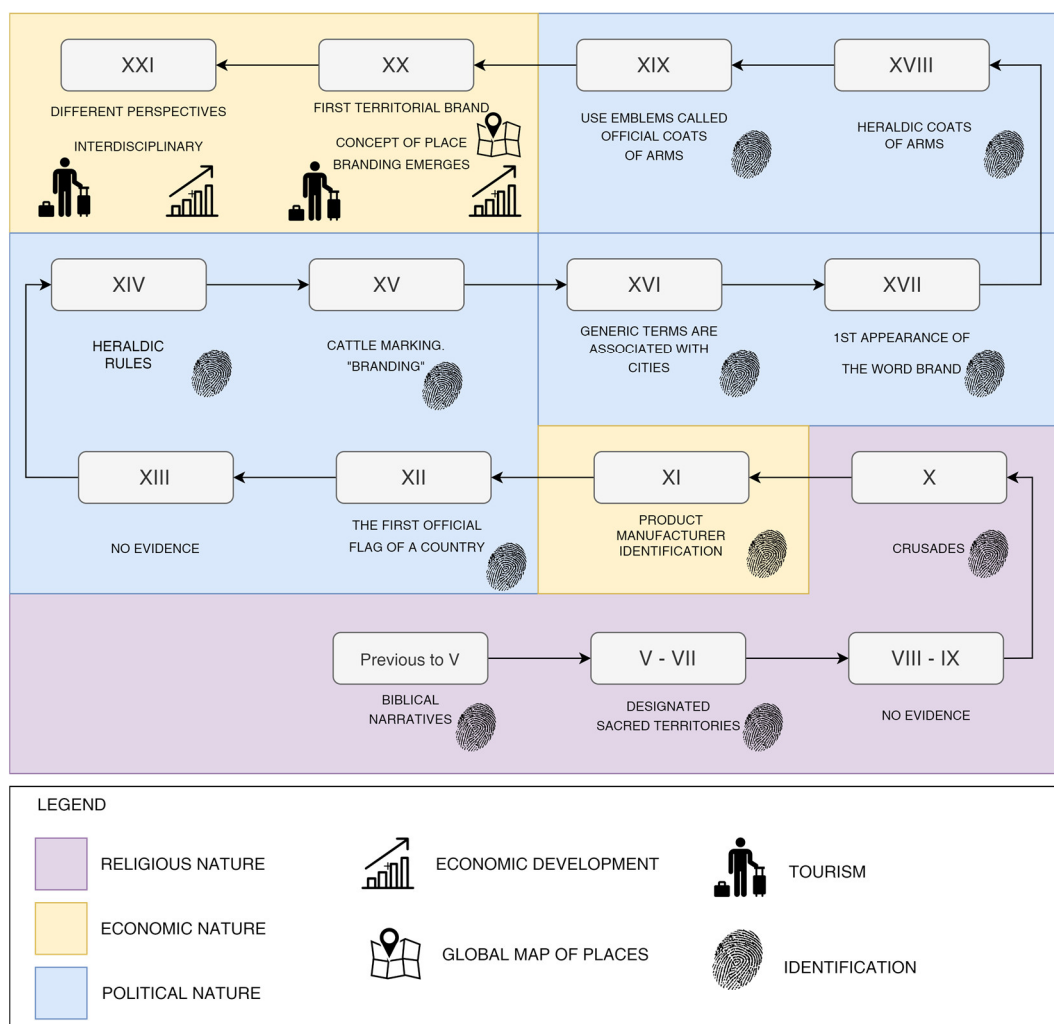 XXI
XX
XIX
XVIII
DIFFERENT PERSPECTIVES
INTERDISCIPLINARY
FIRST TERRITORIAL BRAND
CONCEPT OF PLACE
BRANDING EMERGES
USE EMBLEMS CALLED
OFFICIAL COATS
OF ARMS
HERALDIC COATS
OF ARMS
XIV
XV
XVI
XVII
HERALDIC
RULES
CATTLE MARKING.
"BRANDING"
GENERIC TERMS ARE
ASSOCIATED WITH
CITIES
1ST APPEARANCE OF
THE WORD BRAND
XIII
XII
XI
X
NO EVIDENCE
THE FIRST OFFICIAL
FLAG OF A COUNTRY
PRODUCT
MANUFACTURER
IDENTIFICATION
CRUSADES
Previous to V
V - VII
VIII - IX
BIBLICAL
NARRATIVES
DESIGNATED
SACRED TERRITORIES
NO EVIDENCE
LEGEND
RELIGIOUS NATURE
ECONOMIC DEVELOPMENT
TOURISM
ECONOMIC NATURE
GLOBAL MAP OF PLACES
IDENTIFICATION
POLITICAL NATURE